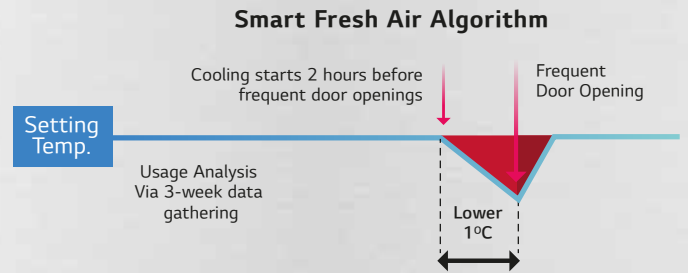 Smart Fresh Air Algorithm
Cooling starts 2 hours before
frequent door openings
Frequent
Door Opening
Setting
Temp.
Usage Analysis
Via 3-week data
gathering
Lower
1ºC